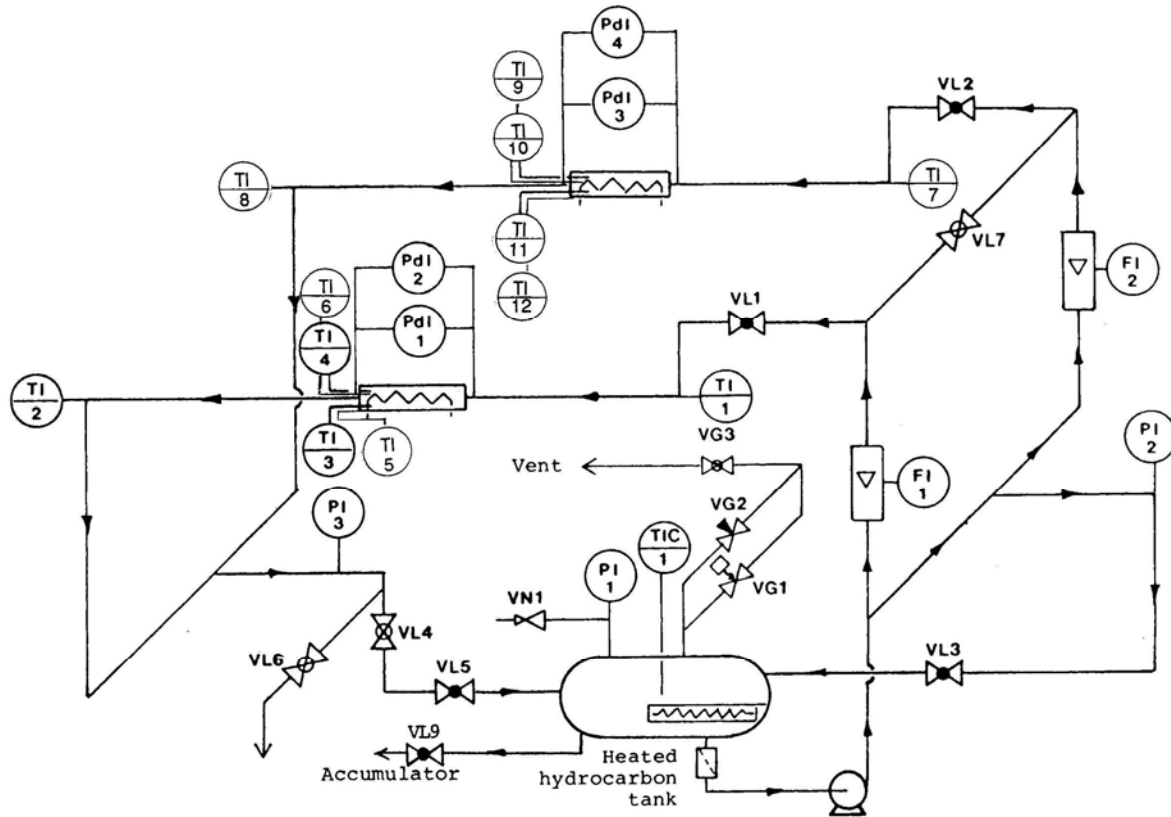 PdI
4
TI
9
PdI
3
VL2
TI
10
TI
8
TI
7
TI
11
VL7
FI
2
PdI
2
TI
6
TI
12
VL1
PdI
1
TI
4
TI
2
TI
1
TI
3
TI
5
VG3
PI
2
Vent
FI
1
PI
3
VG2
TIC
1
PI
1
VG1
VN1
VL4
VL6
VL5
VL3
VL9
Accumulator
Heated
hydrocarbon
tank